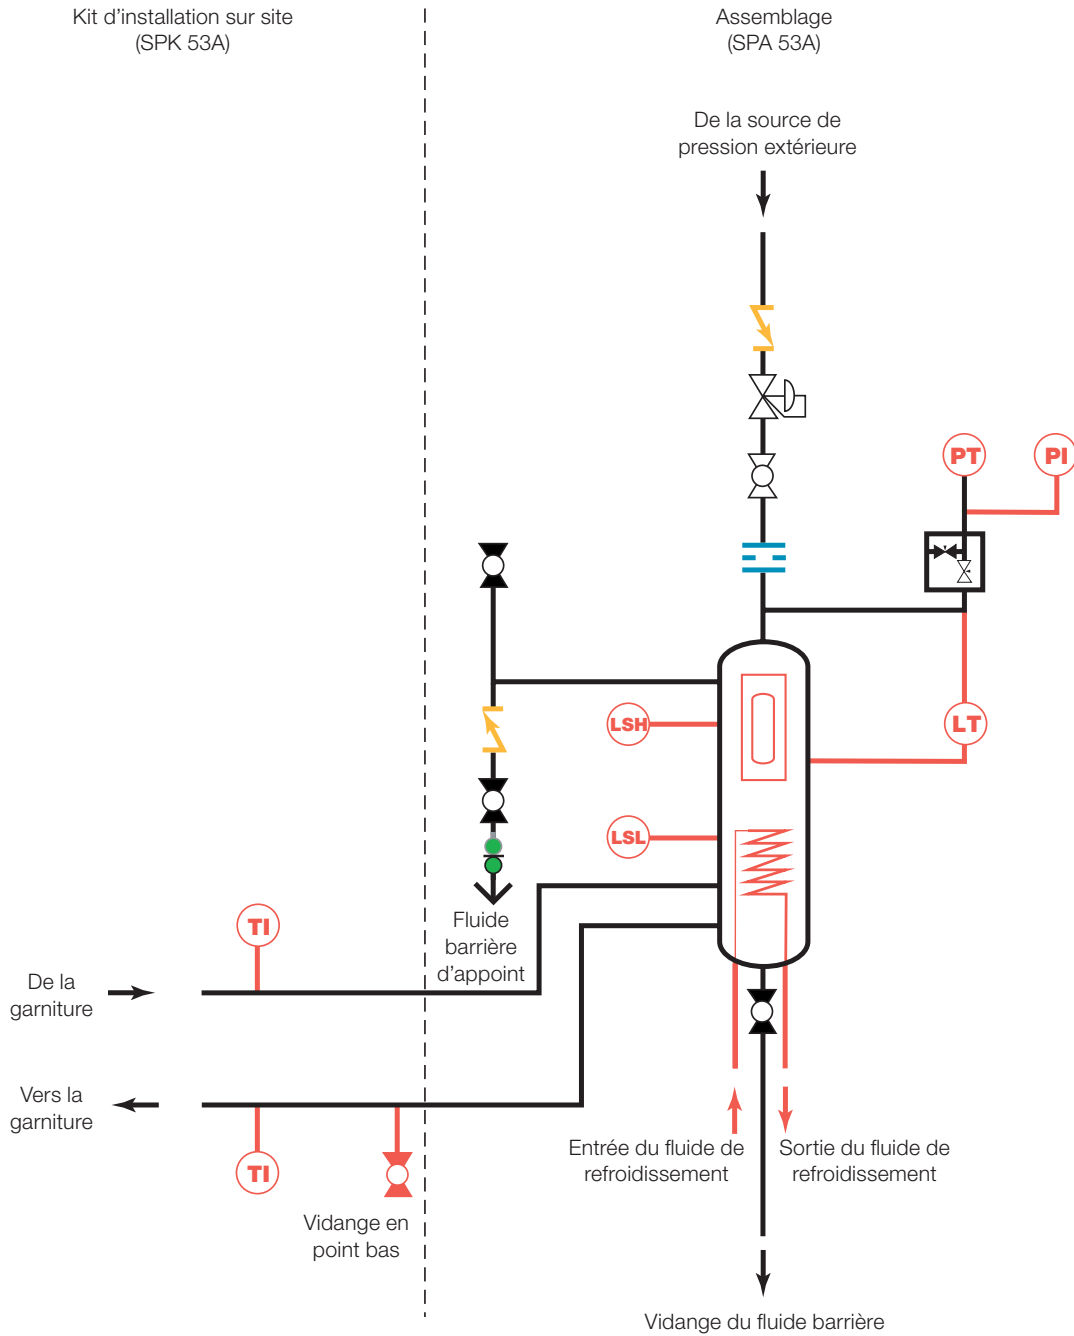 Kit d'installation sur site
(SPK 53A)
Assemblage
(SPA 53A)
De la source de
pression extérieure
PT
PI
LSH
LT
LSL
Fluide
barrière
d'appoint
TI
De la
garniture
Vers la
garniture
TI
Vidange en
point bas
Entrée du fluide de
refroidissement
Sortie du fluide de
refroidissement
Vidange du fluide barrière